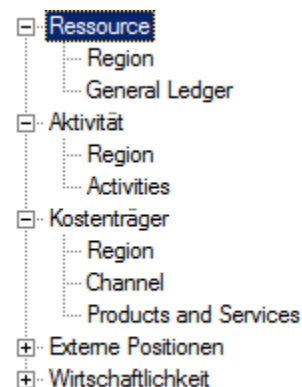 Ressource
Region
General Ledger
Aktivität
Region
Activities
Kostenträger
Region
Channel
Products and Services
Externe Positionen
Wirtschaftlichkeit